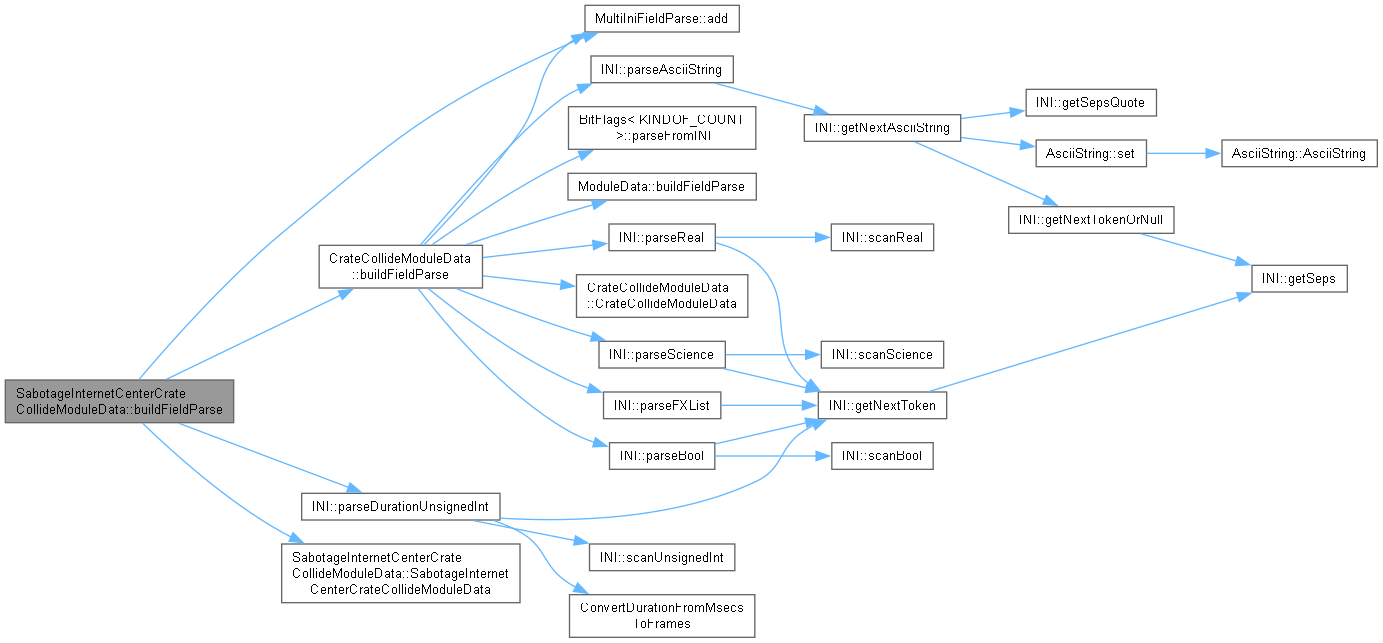 MultiIniFieldParse::add
INI::parseAsciiString
INI::getSepsQuote
BitFlags< KINDOF_COUNT
>::parseFromINI
INI::getNextAsciiString
AsciiString::set
AsciiString::AsciiString
ModuleData::buildFieldParse
INI::getNextTokenOrNull
INI::parseReal
INI::scanReal
CrateCollideModuleData
::buildFieldParse
INI::getSeps
CrateCollideModuleData
::CrateCollideModuleData
INI::parseScience
INI::scanScience
SabotageInternetCenterCrate
CollideModuleData::buildFieldParse
INI::parseFXList
INI::getNextToken
INI::parseBool
INI::scanBool
INI::parseDurationUnsignedInt
INI::scanUnsignedInt
SabotageInternetCenterCrate
CollideModuleData::SabotageInternet
CenterCrateCollideModuleData
ConvertDurationFromMsecs
ToFrames